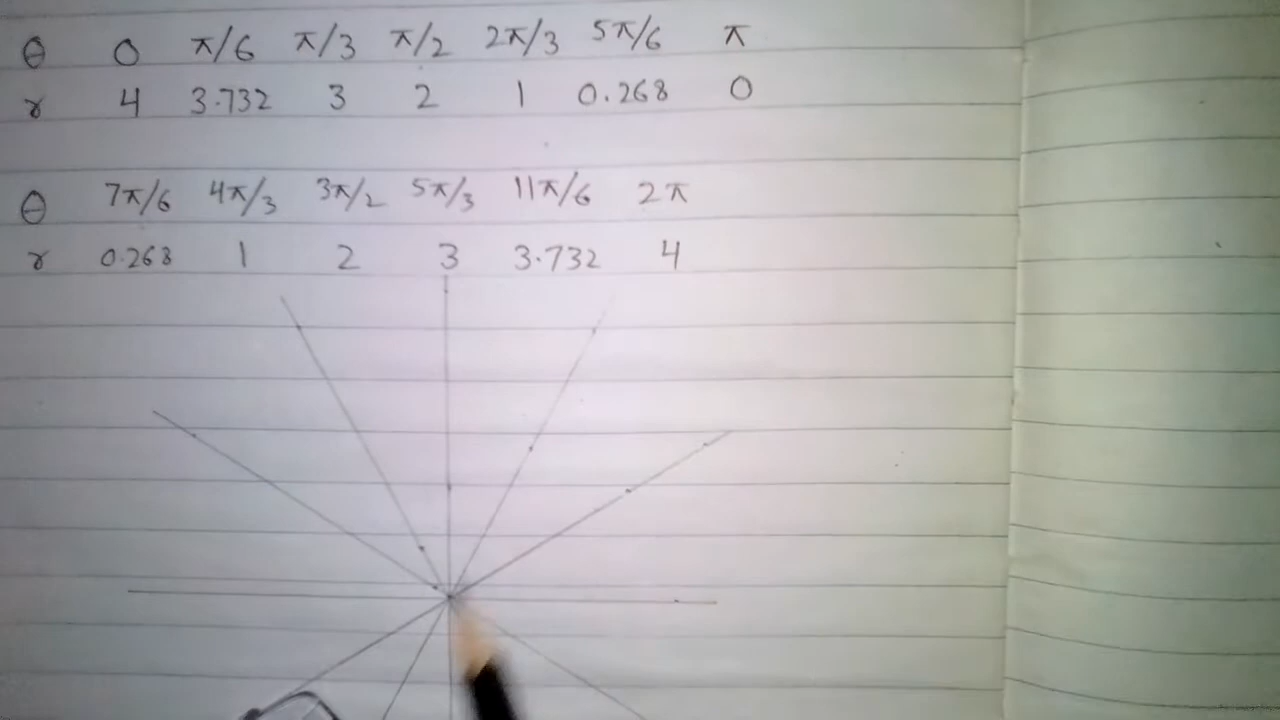 θ 0 π/6 π/3 π/2 2π/3 5π/6 π
r 4 3.732 3 2 1 0.268 0
θ 7π/6 4π/3 3π/2 5π/3 11π/6 2π
r 0.268 1 2 3 3.732 4